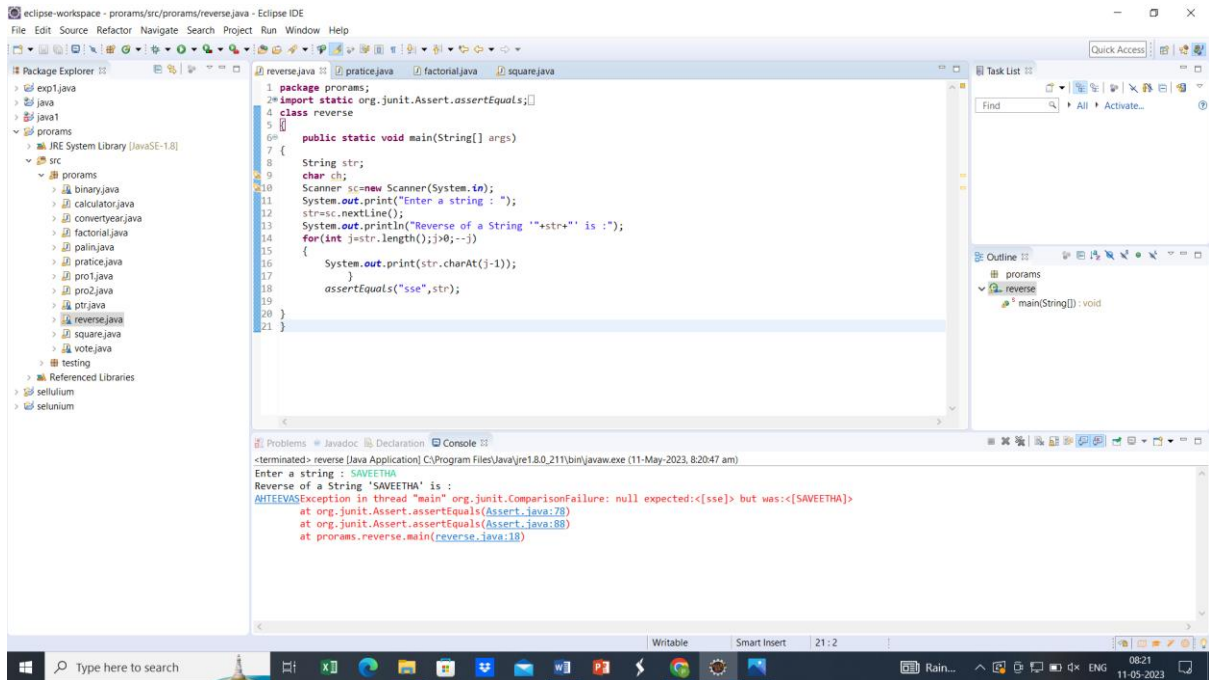 eclipse-workspace - prorams/src/prorams/reverse.java - Eclipse IDE
File Edit Source Refactor Navigate Search Project Run Window Help
Quick Access
Package Explorer
exp1.java
java
java1
prorams
JRE System Library [JavaSE-1.8]
src
prorams
binary.java
calculator.java
convertyear.java
factorial.java
palin.java
pratice.java
pro1.java
pro2.java
ptr.java
reverse.java
square.java
vote.java
testing
Referenced Libraries
sellulium
selunium
reverse.java pratice.java factorial.java square.java
1 package prorams;
2 import static org.junit.Assert.assertEquals;
4 class reverse
5 {
6 public static void main(String[] args)
7 {
8 String str;
9 char ch;
10 Scanner sc=new Scanner(System.in);
11 System.out.print("Enter a string : ");
12 str=sc.nextLine();
13 System.out.println("Reverse of a String '"+str+"' is :");
14 for(int j=str.length();j>0;--j)
15 {
16 System.out.print(str.charAt(j-1));
17 }
18 assertEquals("sse",str);
19
20 }
21 }
Task List
Find All Activate...
Outline
prorams
reverse
S main(String[]) : void
Problems Javadoc Declaration Console
<terminated> reverse [Java Application] C:\Program Files\Java\jre1.8.0_211\bin\javaw.exe (11-May-2023, 8:20:47 am)
Enter a string : SAVEETHA
Reverse of a String 'SAVEETHA' is :
AHTEEVASException in thread "main" org.junit.ComparisonFailure: null expected:<[sse]> but was:<[SAVEETHA]>
at org.junit.Assert.assertEquals(Assert.java:78)
at org.junit.Assert.assertEquals(Assert.java:88)
at prorams.reverse.main(reverse.java:18)
Writable Smart Insert 21 : 2
Type here to search
Rain... ENG
08:21
11-05-2023